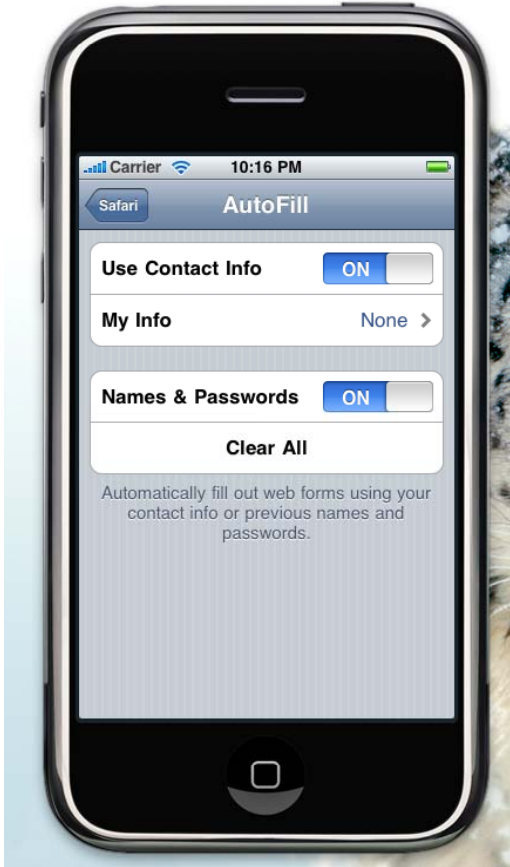 Carrier 10:16 PM
Safari AutoFill
Use Contact Info ON
My Info None
Names & Passwords ON
Clear All
Automatically fill out web forms using your
contact info or previous names and
passwords.